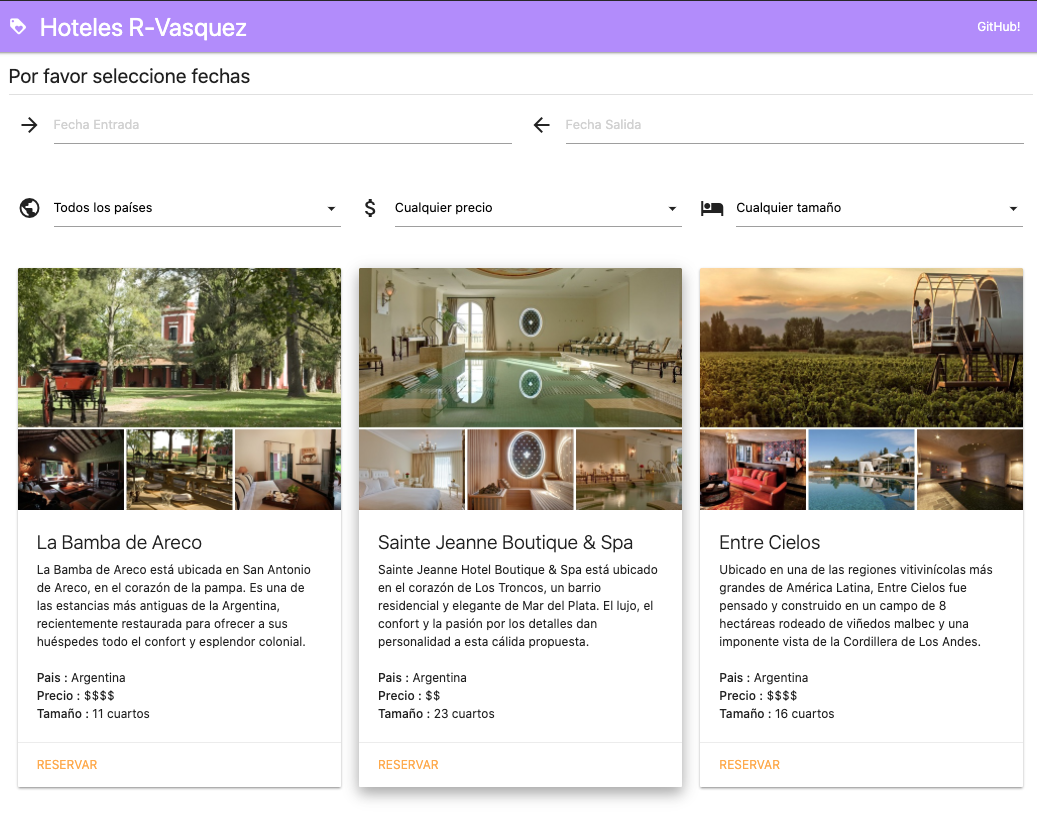 Hoteles R-Vasquez
GitHub!
Por favor seleccione fechas
Fecha Entrada
Fecha Salida
Todos los países
Cualquier precio
Cualquier tamaño
La Bamba de Areco
La Bamba de Areco está ubicada en San Antonio
de Areco, en el corazón de la pampa. Es una de
las estancias más antiguas de la Argentina,
recientemente restaurada para ofrecer a sus
huéspedes todo el confort y esplendor colonial.
Pais : Argentina
Precio : $$$$
Tamaño : 11 cuartos
RESERVAR
Sainte Jeanne Boutique & Spa
Sainte Jeanne Hotel Boutique & Spa está ubicado
en el corazón de Los Troncos, un barrio
residencial y elegante de Mar del Plata. El lujo, el
confort y la pasión por los detalles dan
personalidad a esta cálida propuesta.
Pais : Argentina
Precio : $$
Tamaño : 23 cuartos
RESERVAR
Entre Cielos
Ubicado en una de las regiones vitivinícolas más
grandes de América Latina, Entre Cielos fue
pensado y construido en un campo de 8
hectáreas rodeado de viñedos malbec y una
imponente vista de la Cordillera de Los Andes.
Pais : Argentina
Precio : $$$$
Tamaño : 16 cuartos
RESERVAR